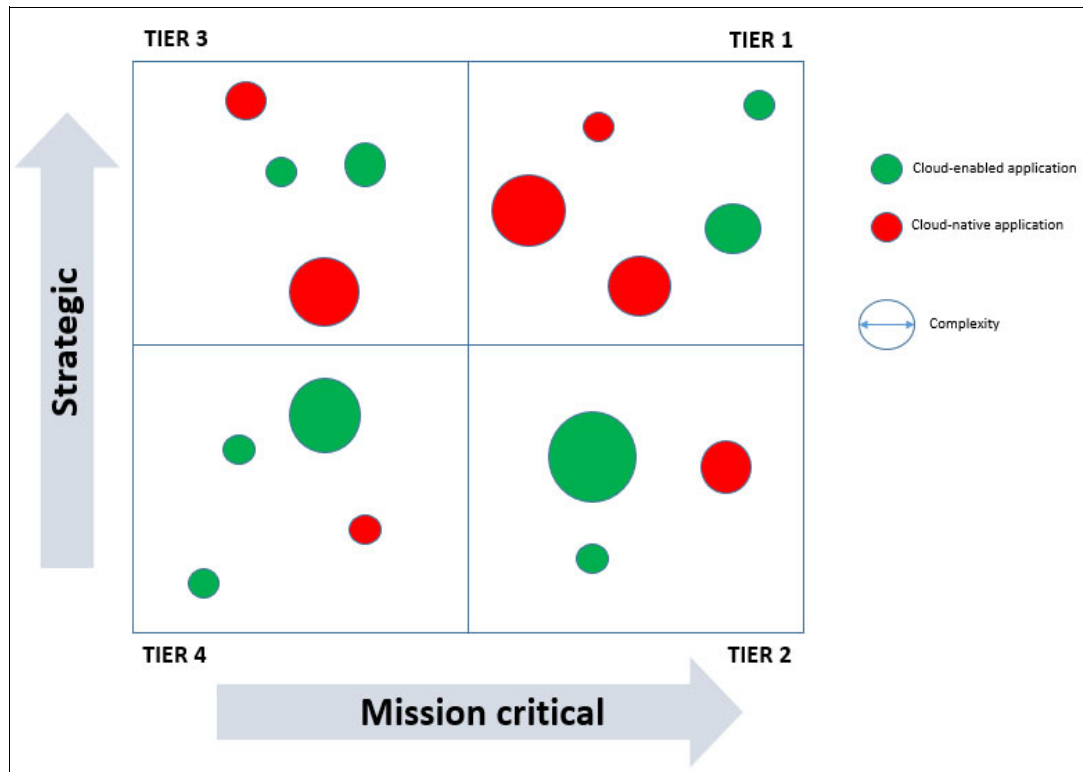 TIER 3
TIER 1
Cloud-enabled application
Cloud-native application
Complexity
Strategic
TIER 4
TIER 2
Mission critical